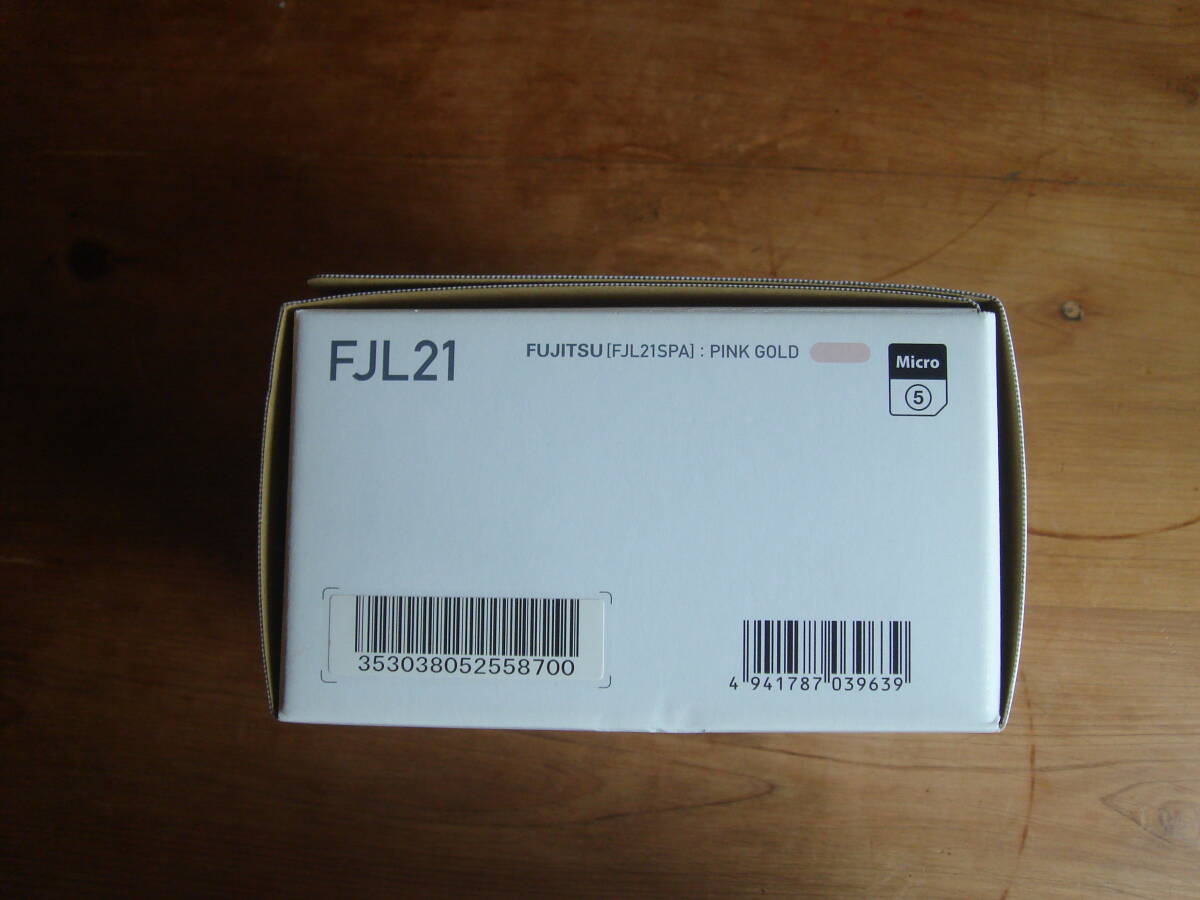 FJL21
FUJITSU [FJL21SPA] : PINK GOLD
Micro
5
353038052558700
4 941787 039639